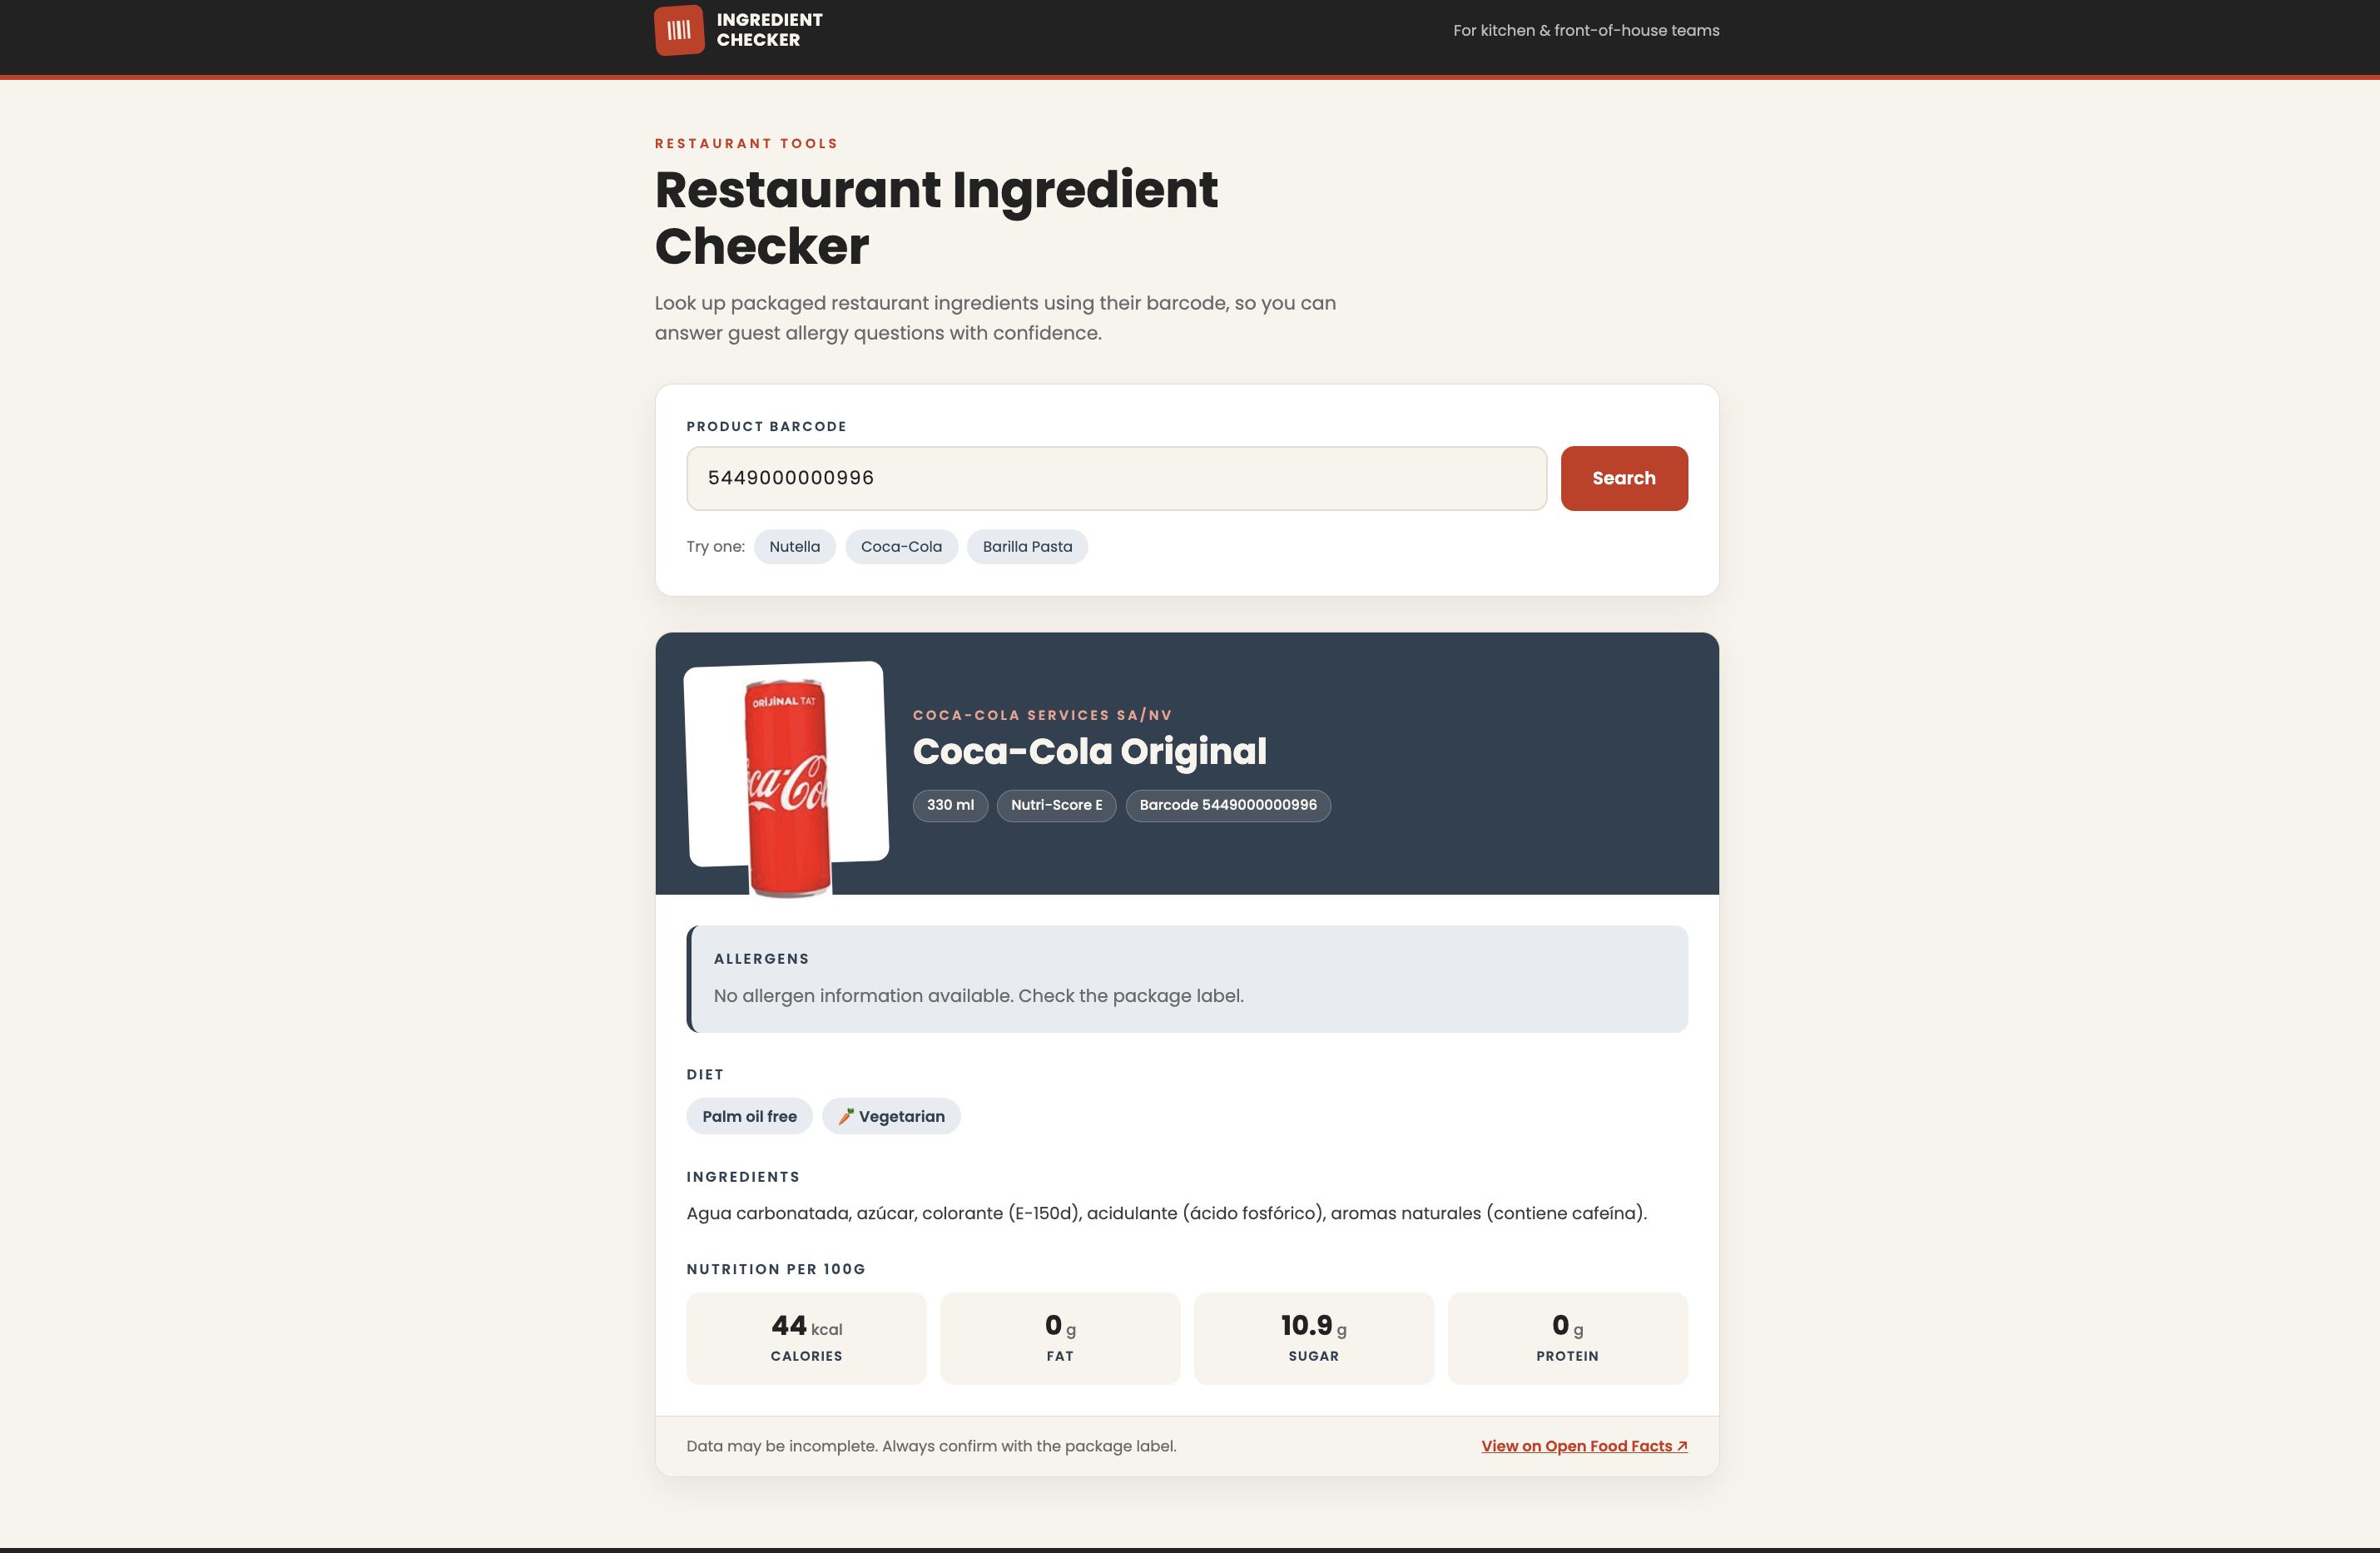 INGREDIENT
CHECKER
For kitchen & front-of-house teams
RESTAURANT TOOLS
Restaurant Ingredient
Checker
Look up packaged restaurant ingredients using their barcode, so you can
answer guest allergy questions with confidence.
PRODUCT BARCODE
5449000000996
Search
Try one:
Nutella
Coca-Cola
Barilla Pasta
ORİJİNAL TAT
ca-Col
COCA-COLA SERVICES SA/NV
Coca-Cola Original
330 ml
Nutri-Score E
Barcode 5449000000996
ALLERGENS
No allergen information available. Check the package label.
DIET
Palm oil free
🥕 Vegetarian
INGREDIENTS
Agua carbonatada, azúcar, colorante (E-150d), acidulante (ácido fosfórico), aromas naturales (contiene cafeína).
NUTRITION PER 100G
44 kcal
CALORIES
0 g
FAT
10.9 g
SUGAR
0 g
PROTEIN
Data may be incomplete. Always confirm with the package label.
View on Open Food Facts ↗